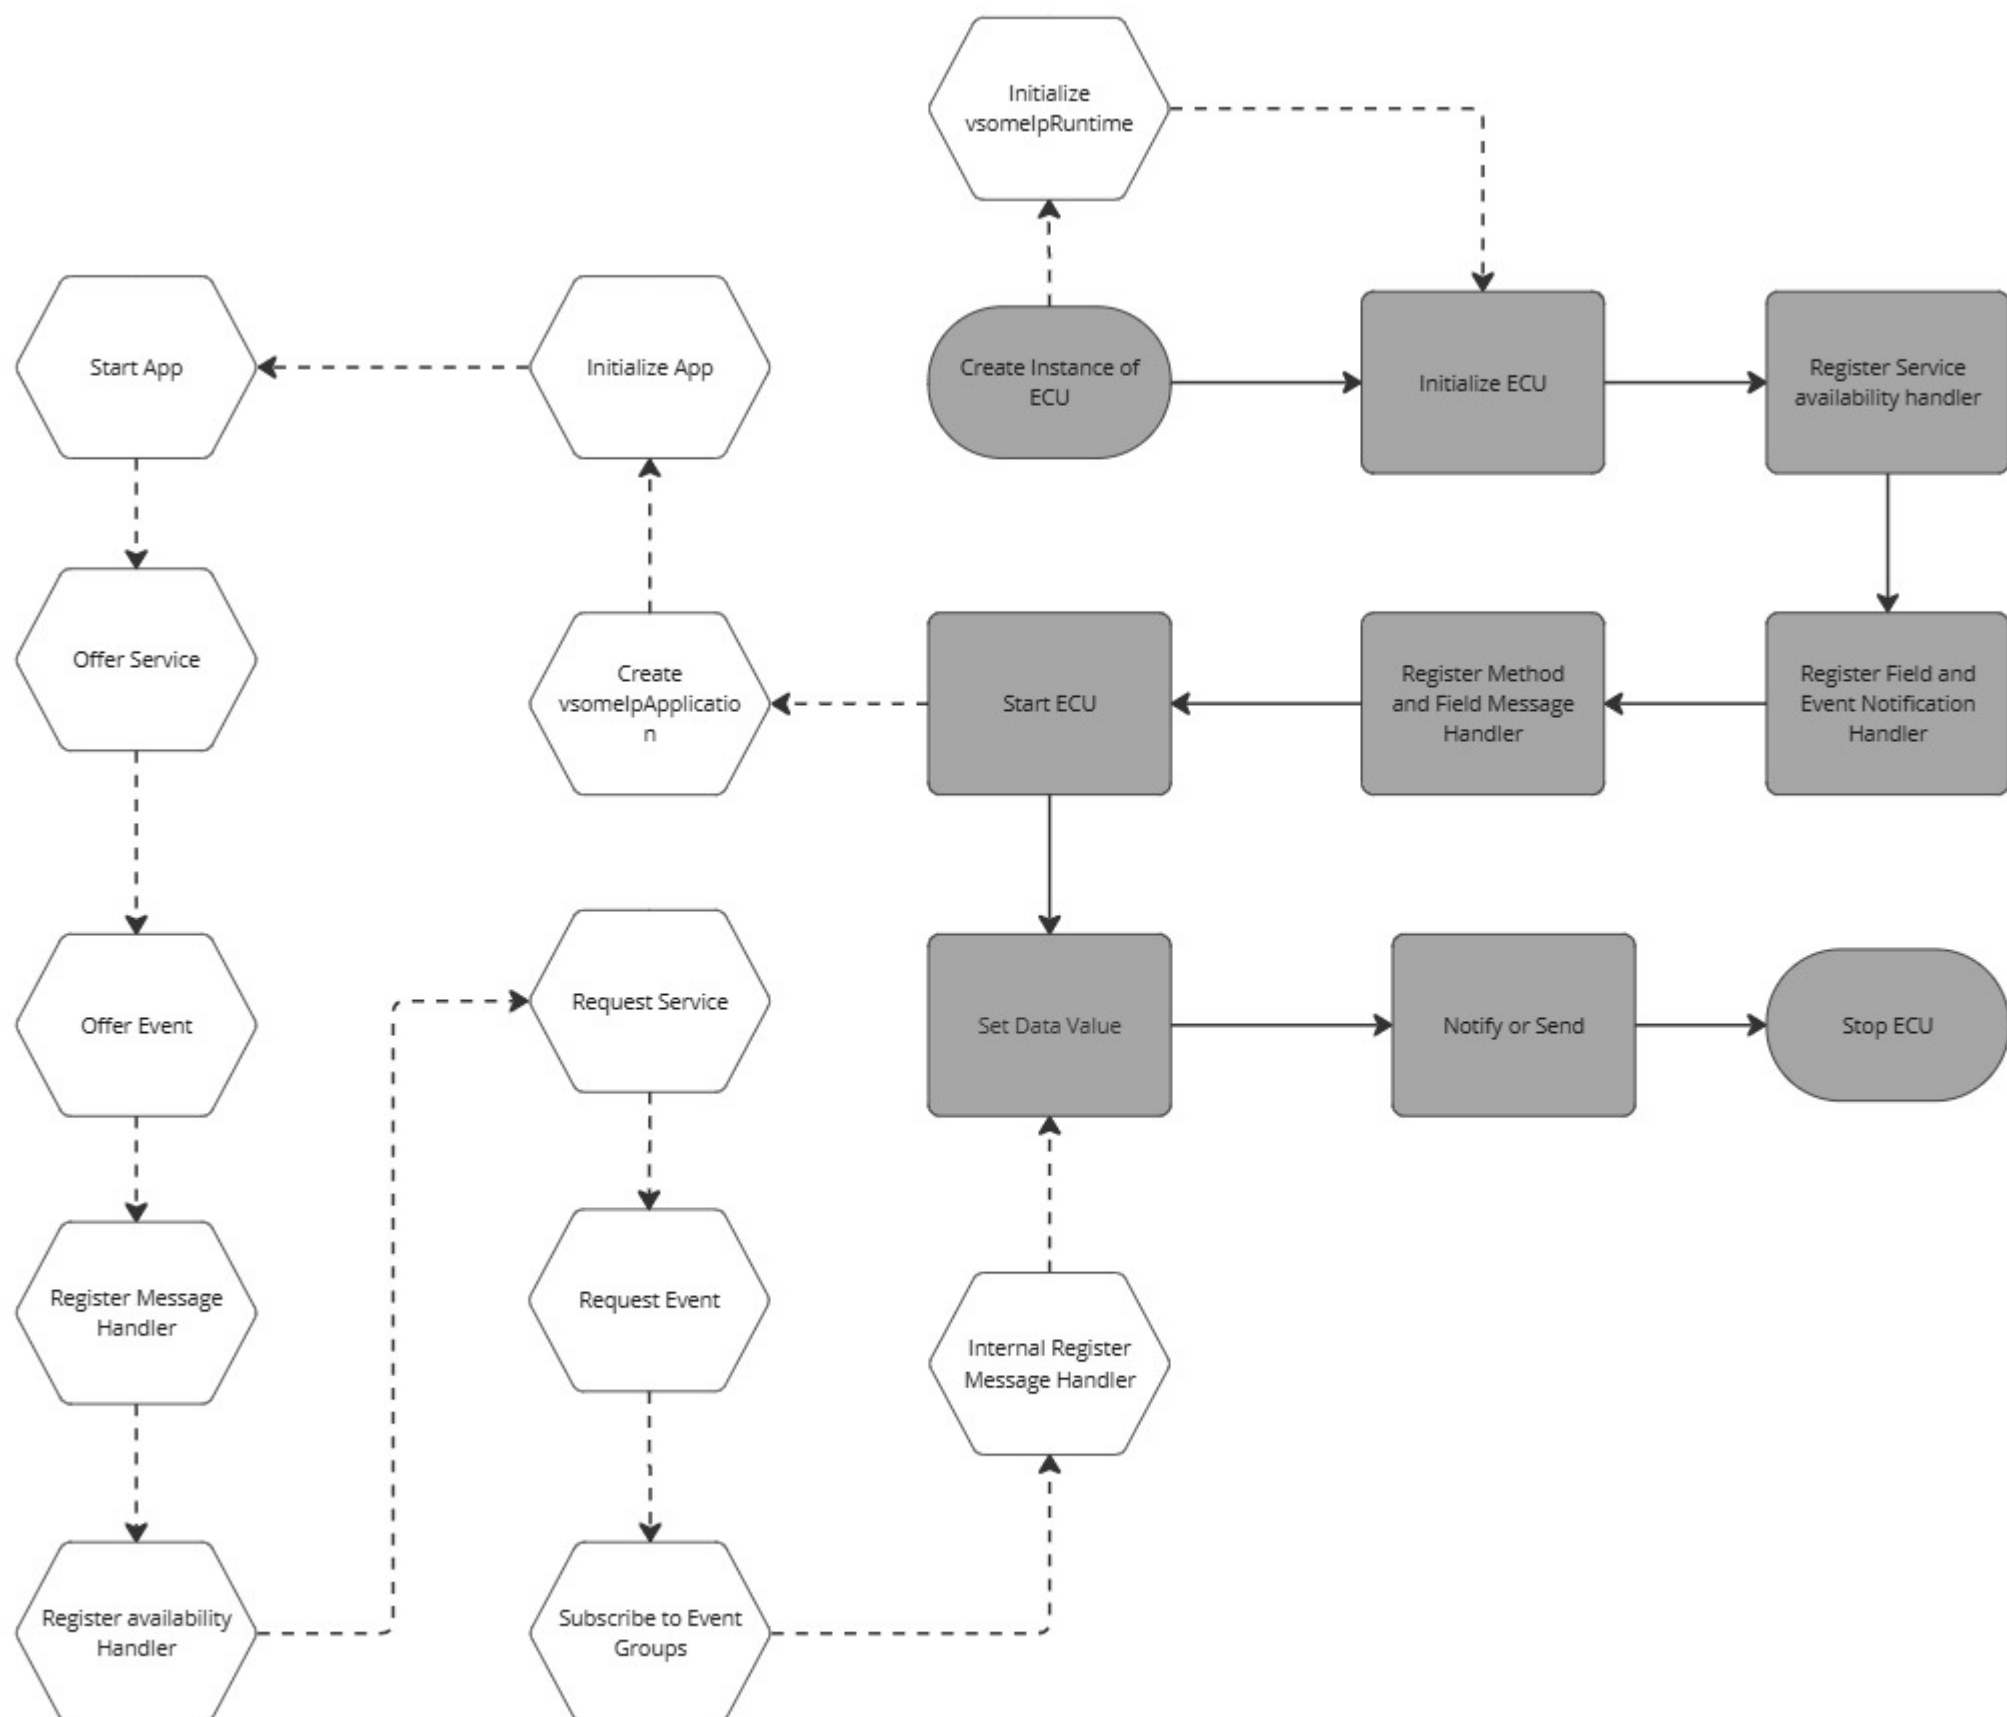 Initialize
vsomeIpRuntime
Start App
Initialize App
Create Instance of
ECU
Initialize ECU
Register Service
availability handler
Offer Service
Create
vsomeIpApplicatio
n
Start ECU
Register Method
and Field Message
Handler
Register Field and
Event Notification
Handler
Offer Event
Request Service
Set Data Value
Notify or Send
Stop ECU
Register Message
Handler
Request Event
Internal Register
Message Handler
Register availability
Handler
Subscribe to Event
Groups